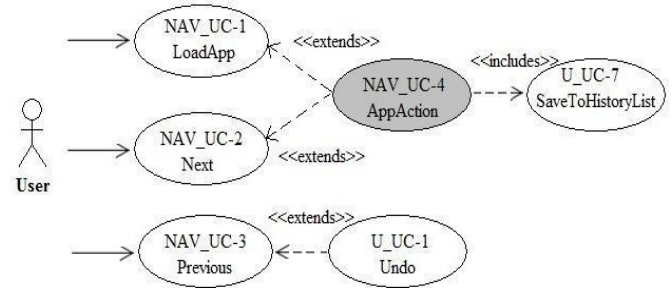 NAV_UC-1
LoadApp
<<extends>>
<<includes>>
NAV_UC-4
AppAction
U_UC-7
SaveToHistoryList
NAV_UC-2
Next
<<extends>>
User
<<extends>>
NAV_UC-3
Previous
U_UC-1
Undo